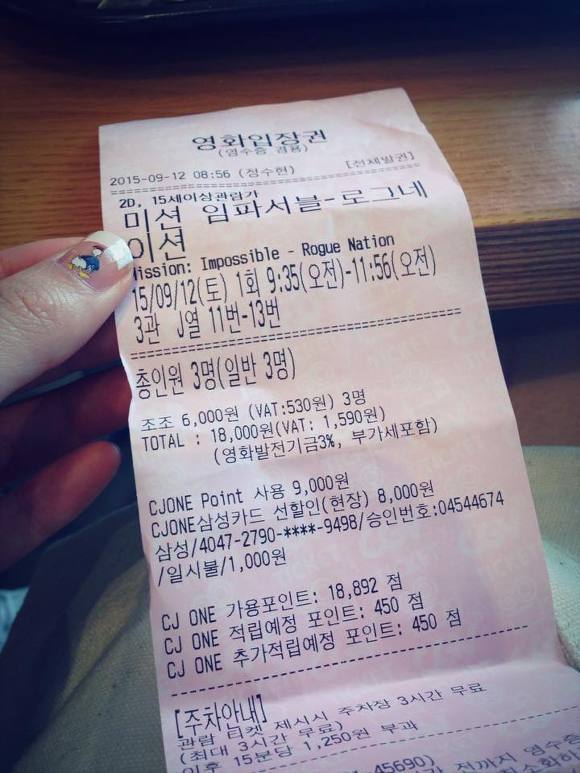 영화입장권
(영수증 겸용)
2015-09-12 08:56 (정수현) [전체발권]
2D, 15세이상관람가
미션 임파서블-로그네
이션
Mission: Impossible - Rogue Nation
15/09/12(토) 1회 9:35(오전)-11:56(오전)
3관 J열 11번-13번
총인원 3명(일반 3명)
조조 6,000원 (VAT:530원) 3명
TOTAL : 18,000원(VAT: 1,590원)
(영화발전기금3%, 부가세포함)
CJONE Point 사용 9,000원
CJONE삼성카드 선할인(현장) 8,000원
삼성/4047-2790-****-9498/승인번호:04544674
/일시불/1,000원
CJ ONE 가용포인트: 18,892 점
CJ ONE 적립예정 포인트: 450 점
CJ ONE 추가적립예정 포인트: 450 점
[주차안내]
관람 티켓 제시시 주차장 3시간 무료
(최대 3시간 무료)
이후 15분당 1,250원 부과
45690)
전까지 영수증